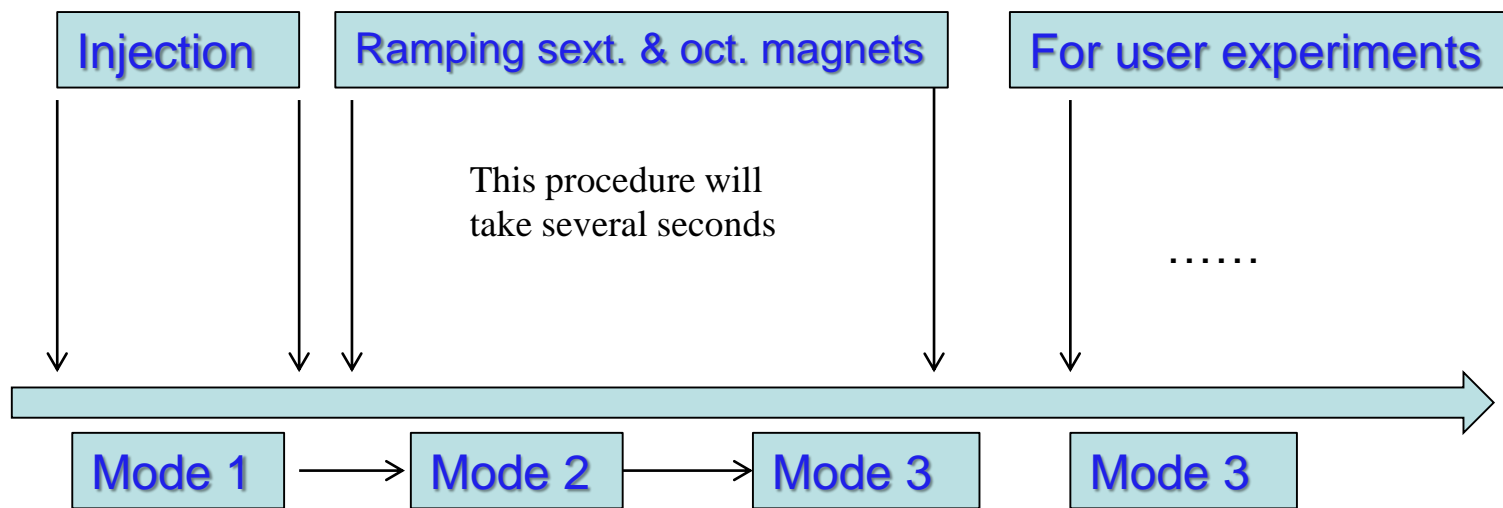 Injection
Ramping sext. & oct. magnets
For user experiments
This procedure will
take several seconds
......
Mode 1
Mode 2
Mode 3
Mode 3